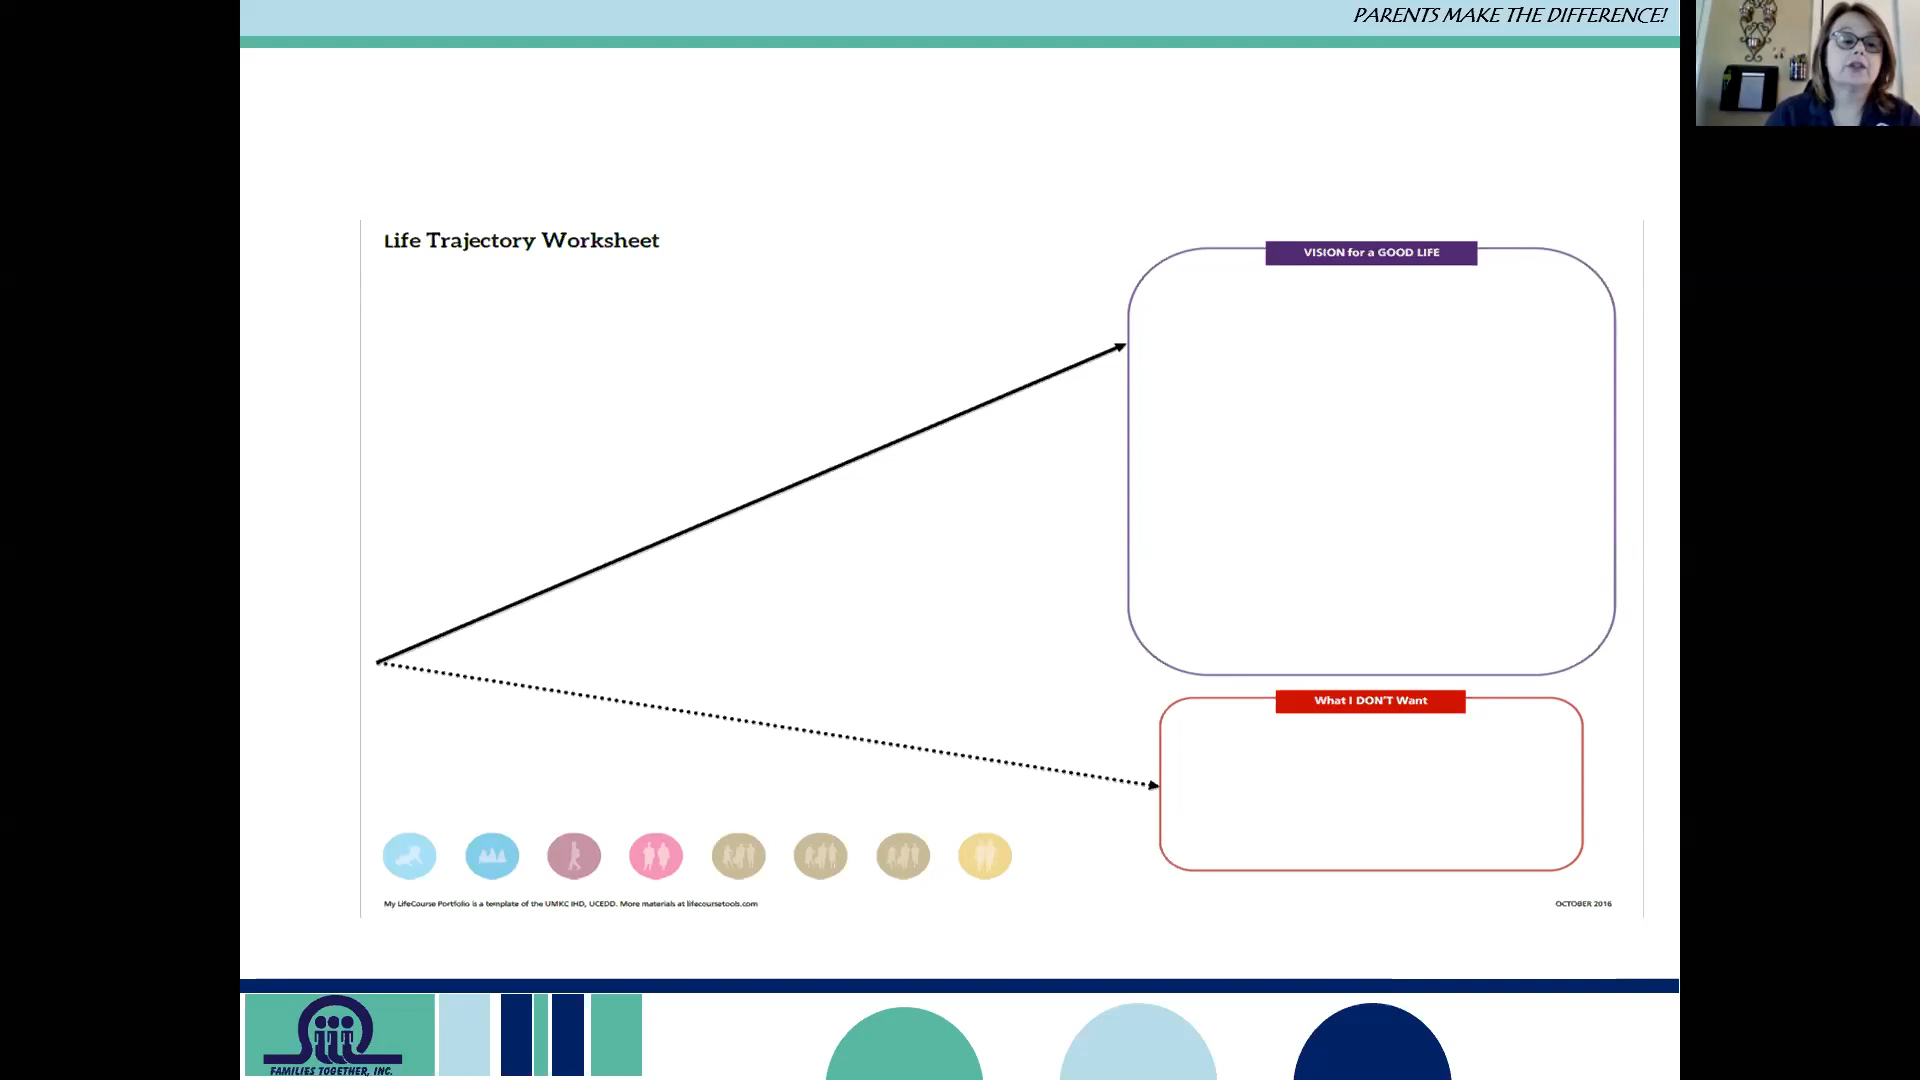 PARENTS MAKE THE DIFFERENCE!
Life Trajectory Worksheet
VISION for a GOOD LIFE
What I DON'T Want
My LifeCourse Portfolio is a template of the UMKC IHD, UCEDD. More materials at lifecoursetools.com
OCTOBER 2016
FAMILIES TOGETHER, INC.